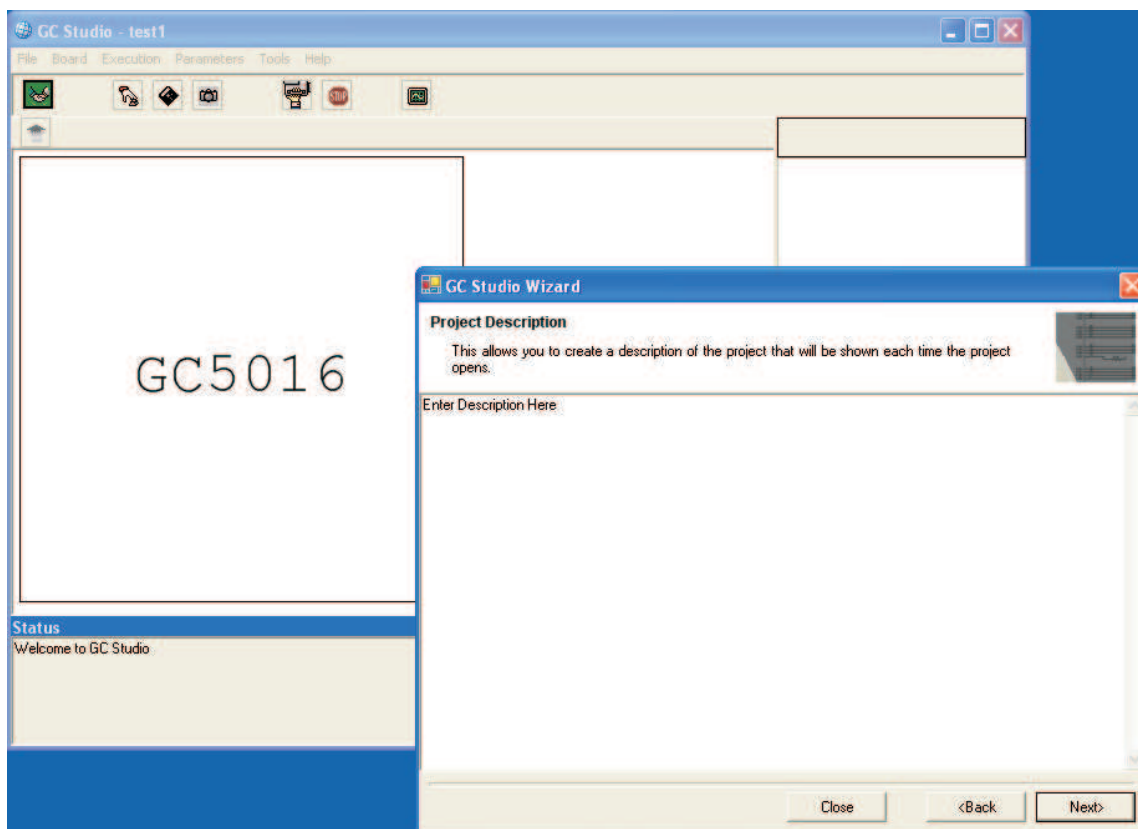 GC Studio - test1
File Board Execution Parameters Tools Help
STOP
GC5016
GC Studio Wizard
Project Description
This allows you to create a description of the project that will be shown each time the project
opens.
Enter Description Here
Status
Welcome to GC Studio
Close <Back Next>